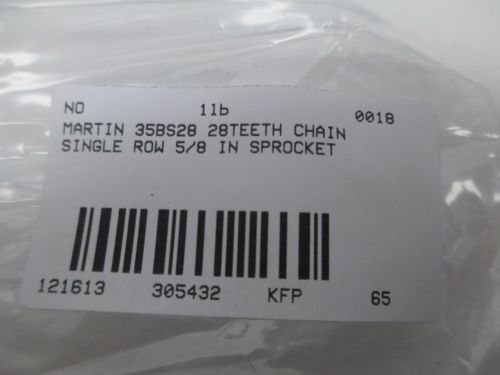 NO 1lb 0018
MARTIN 35BS28 28TEETH CHAIN
SINGLE ROW 5/8 IN SPROCKET
121613 305432 KFP 65